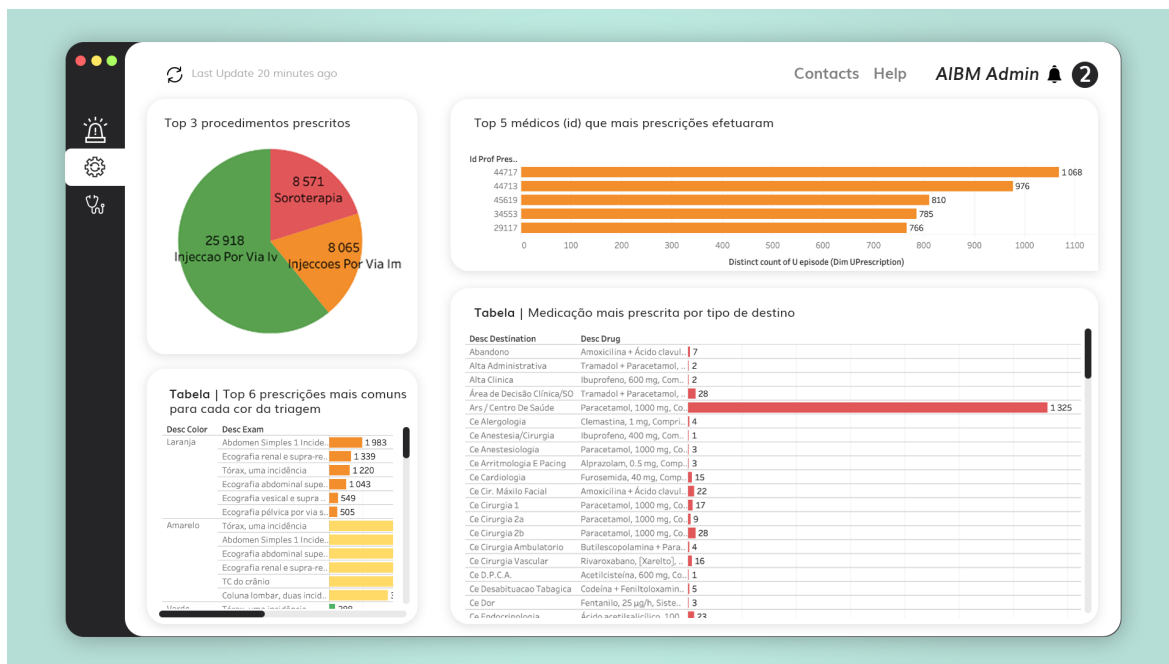 Last Update 20 minutes ago
Contacts Help AIBM Admin 2
Top 3 procedimentos prescritos
8 571
Soroterapia
25 918
Injeccao Por Via Iv
8 065
Injeccoes Por Via Im
Top 5 médicos (id) que mais prescrições efetuaram
Id Prof Pres..
44717 1 068
44713 976
45619 810
34553 785
29117 766
0 100 200 300 400 500 600 700 800 900 1000 1100
Distinct count of U episode (Dim UPrescription)
Tabela | Top 6 prescrições mais comuns
para cada cor da triagem
Desc Color Desc Exam
Laranja Abdomen Simples 1 Incide.. 1 983
Ecografia renal e supra-re.. 1 339
Tórax, uma incidência 1 220
Ecografia abdominal supe.. 1 043
Ecografia vesical e supra .. 549
Ecografia pélvica por via s.. 505
Amarelo Tórax, uma incidência
Abdomen Simples 1 Incide..
Ecografia abdominal supe..
Ecografia renal e supra-re..
TC do crânio
Coluna lombar, duas incid..
Verde Tórax, uma incidência 398
Tabela | Medicação mais prescrita por tipo de destino
Desc Destination Desc Drug
Abandono Amoxicilina + Ácido clavul.. 7
Alta Administrativa Tramadol + Paracetamol, .. 2
Alta Clinica Ibuprofeno, 600 mg, Com.. 2
Área de Decisão Clínica/SO Tramadol + Paracetamol, .. 28
Ars / Centro De Saúde Paracetamol, 1000 mg, Co.. 1 325
Ce Alergologia Clemastina, 1 mg, Compri.. 4
Ce Anestesia/Cirurgia Ibuprofeno, 400 mg, Com.. 1
Ce Anestesiologia Paracetamol, 1000 mg, Co.. 3
Ce Arritmologia E Pacing Alprazolam, 0.5 mg, Comp.. 3
Ce Cardiologia Furosemida, 40 mg, Comp.. 15
Ce Cir. Máxilo Facial Amoxicilina + Ácido clavul.. 22
Ce Cirurgia 1 Paracetamol, 1000 mg, Co.. 17
Ce Cirurgia 2a Paracetamol, 1000 mg, Co.. 9
Ce Cirurgia 2b Paracetamol, 1000 mg, Co.. 28
Ce Cirurgia Ambulatorio Butilescopolamina + Para.. 4
Ce Cirurgia Vascular Rivaroxabano, [Xarelto], .. 16
Ce D.P.C.A. Acetilcisteína, 600 mg, Co.. 1
Ce Desabituacao Tabagica Codeína + Feniltoloxamin.. 5
Ce Dor Fentanilo, 25 µg/h, Siste.. 3
Ce Endocrinologia Ácido acetilsalicílico, 100 .. 23